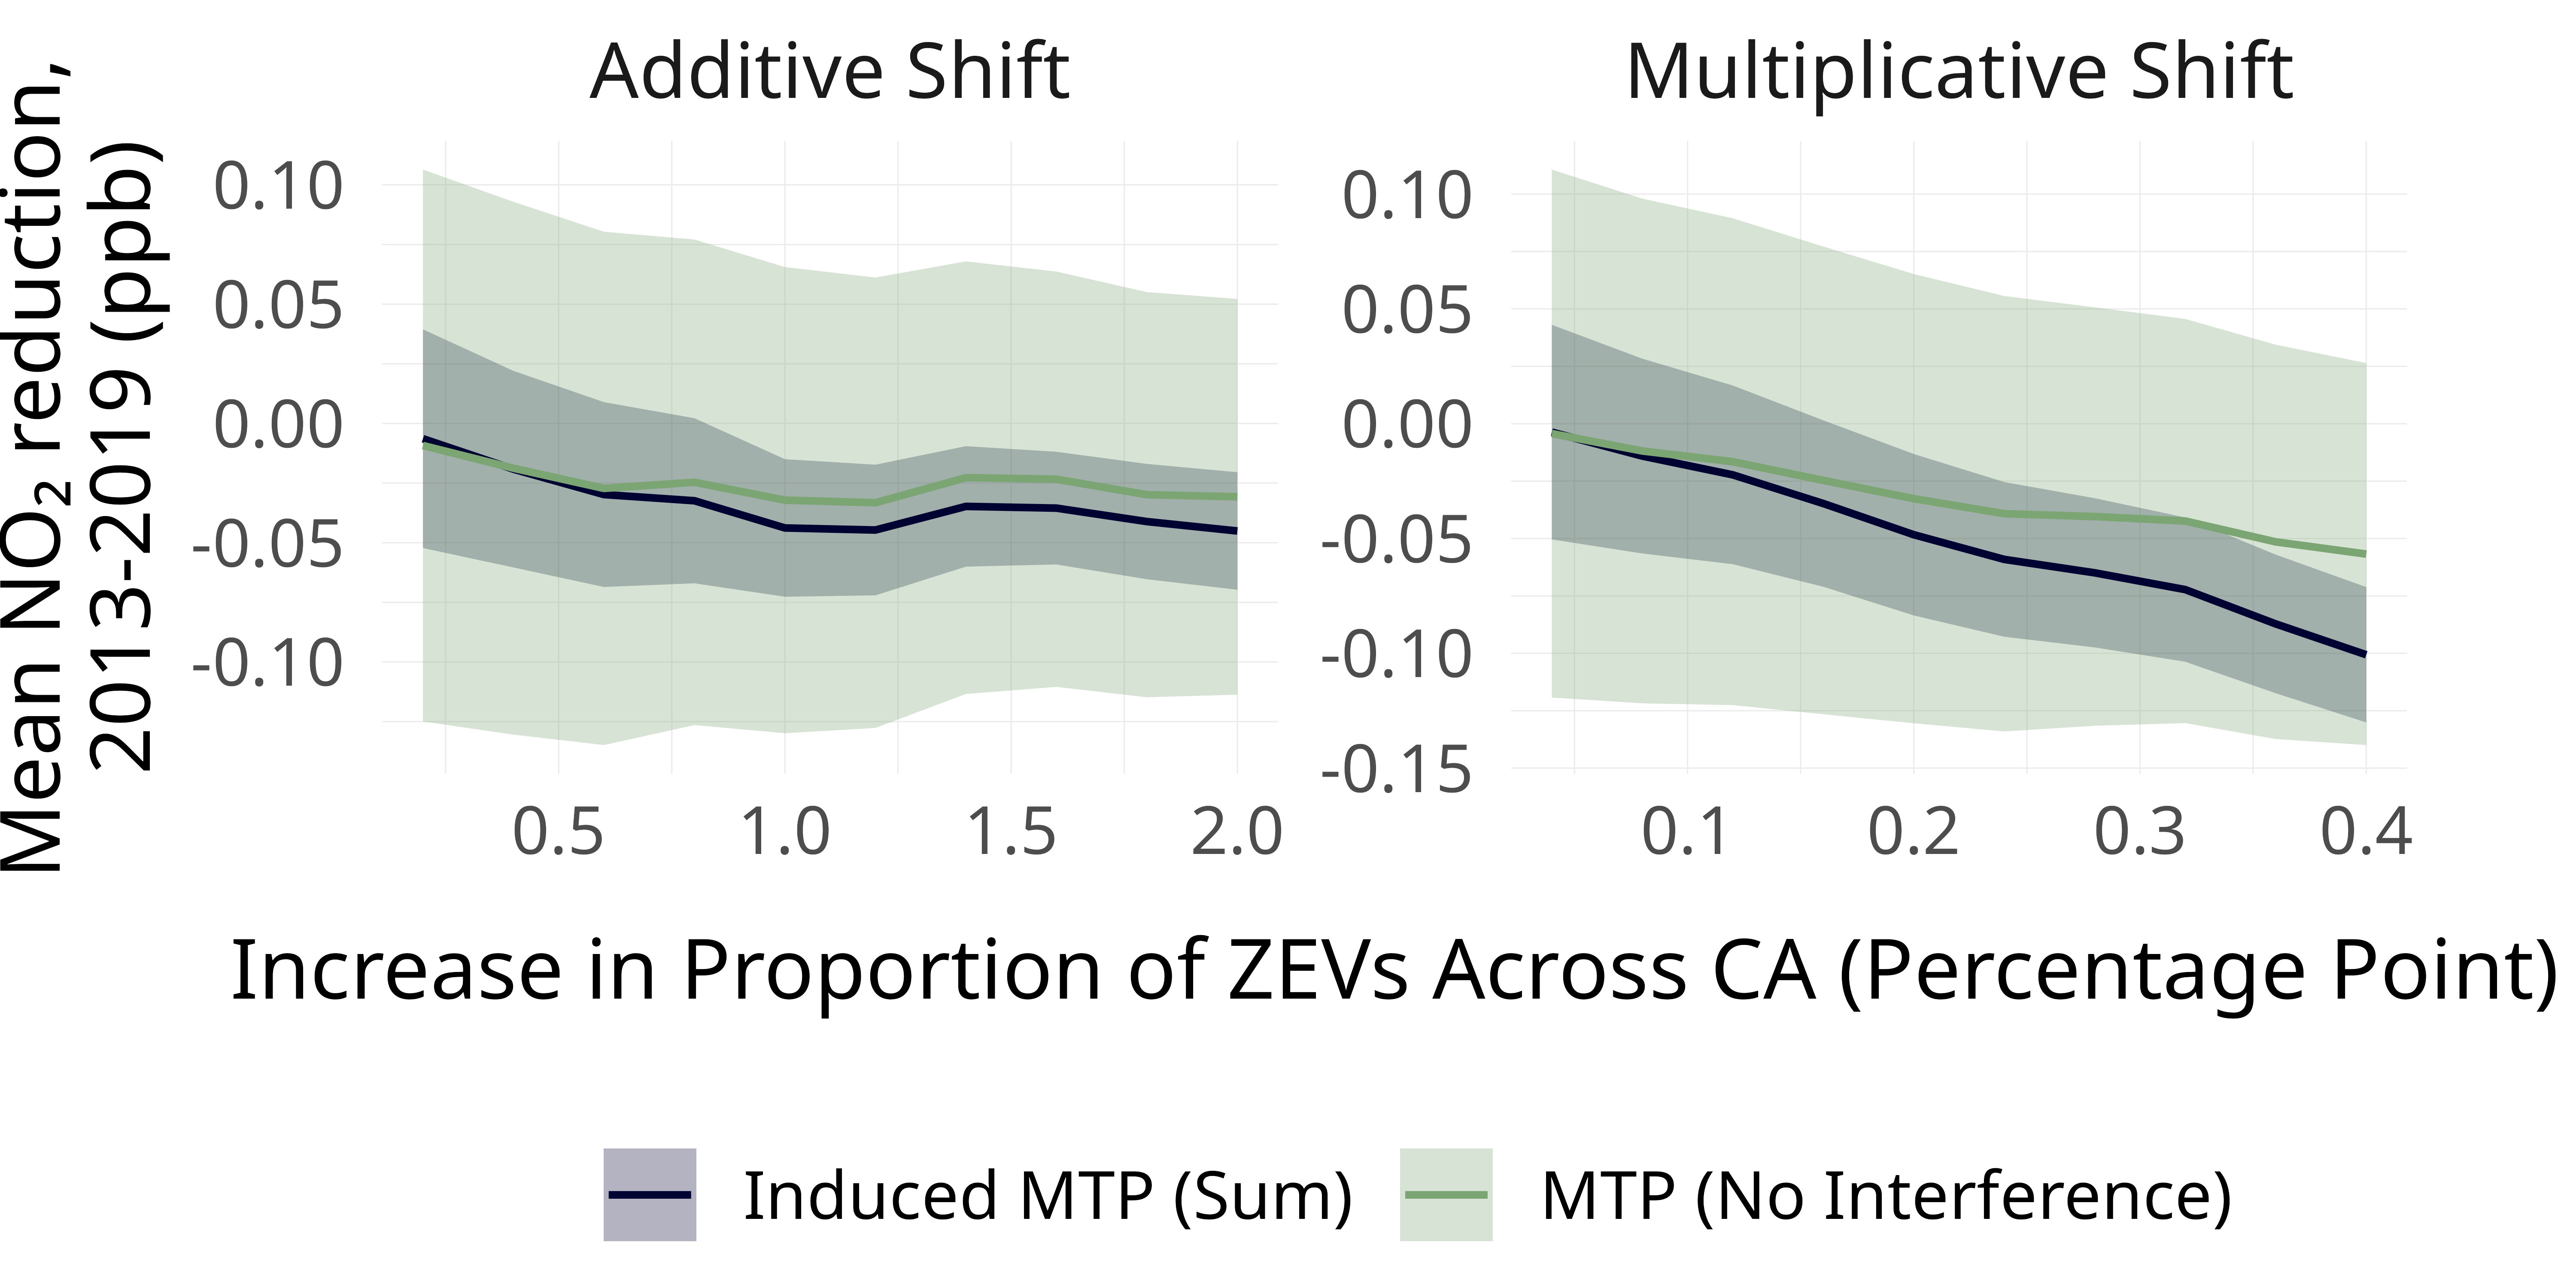 Additive Shift
Multiplicative Shift
Mean NO₂ reduction,
2013-2019 (ppb)
0.10
0.05
0.00
-0.05
-0.10
0.10
0.05
0.00
-0.05
-0.10
-0.15
0.5 1.0 1.5 2.0
0.1 0.2 0.3 0.4
Increase in Proportion of ZEVs Across CA (Percentage Point)
Induced MTP (Sum)
MTP (No Interference)